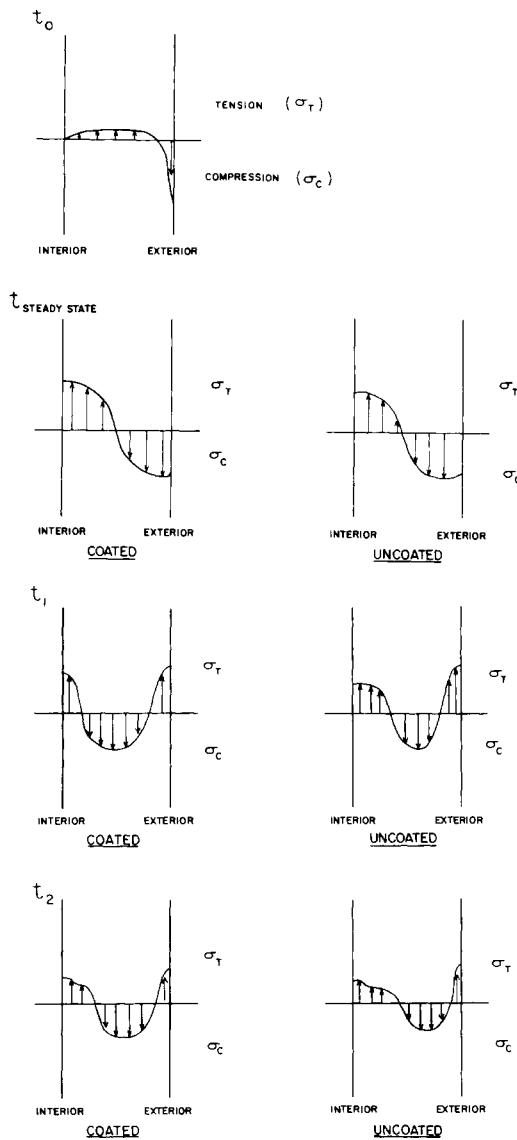 t0
TENSION (σT)
COMPRESSION (σC)
INTERIOR EXTERIOR
t STEADY STATE
σT σT
σC σC
INTERIOR EXTERIOR INTERIOR EXTERIOR
COATED UNCOATED
t1
σT σT
σC σC
INTERIOR EXTERIOR INTERIOR EXTERIOR
COATED UNCOATED
t2
σT σT
σC σC
INTERIOR EXTERIOR INTERIOR EXTERIOR
COATED UNCOATED